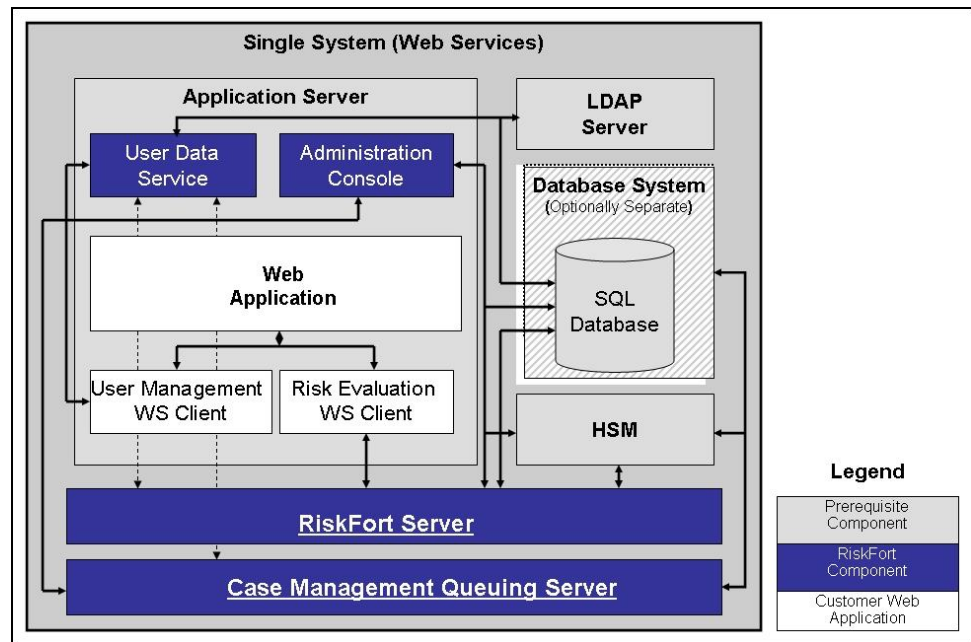 Single System (Web Services)
Application Server
User Data
Service
Administration
Console
Web
Application
User Management
WS Client
Risk Evaluation
WS Client
LDAP
Server
Database System
(Optionally Separate)
SQL
Database
HSM
RiskFort Server
Case Management Queuing Server
Legend
Prerequisite
Component
RiskFort
Component
Customer Web
Application